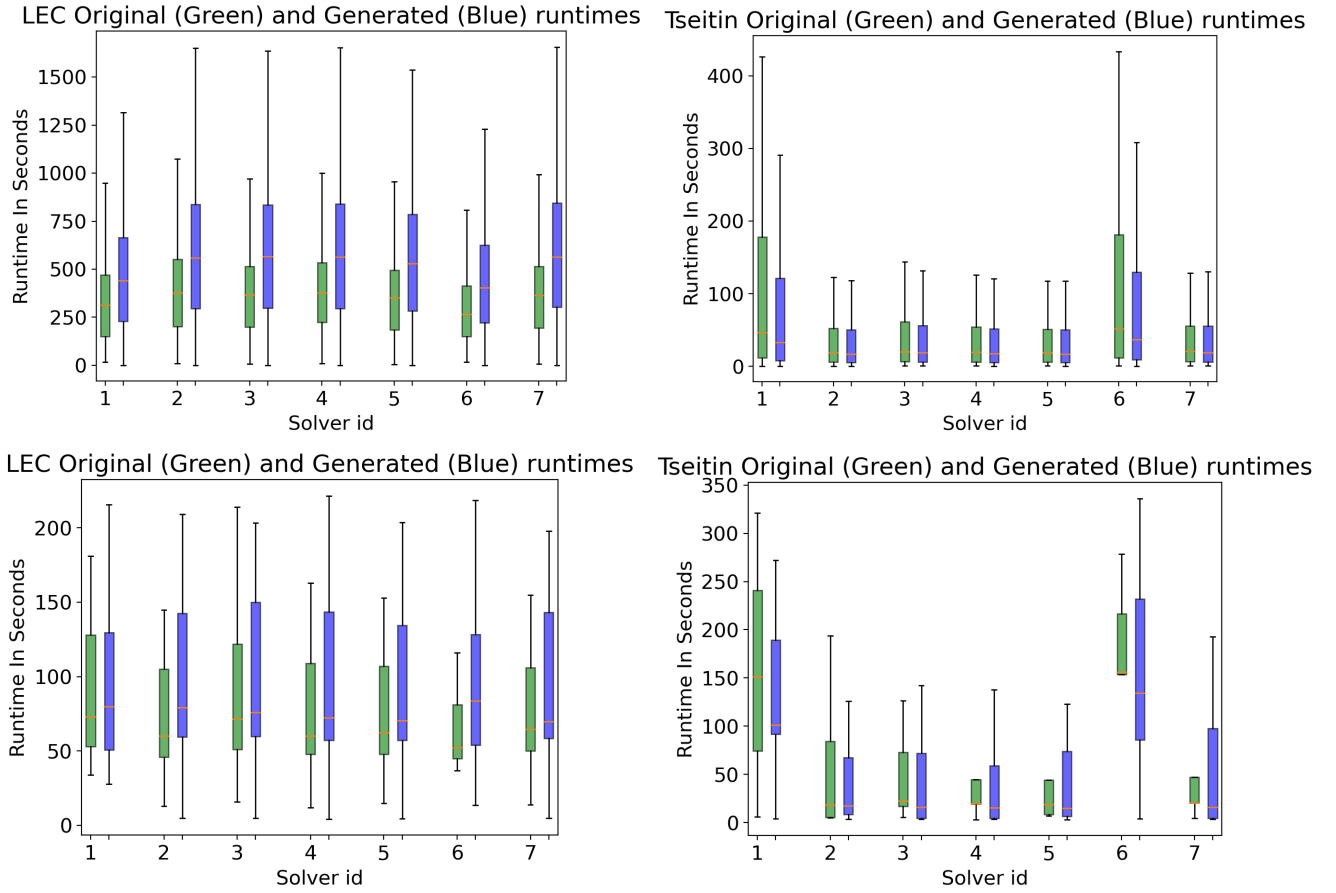 LEC Original (Green) and Generated (Blue) runtimes
Runtime In Seconds
1500
1250
1000
750
500
250
0
1 2 3 4 5 6 7
Solver id
Tseitin Original (Green) and Generated (Blue) runtimes
Runtime In Seconds
400
300
200
100
0
1 2 3 4 5 6 7
Solver id
LEC Original (Green) and Generated (Blue) runtimes
Runtime In Seconds
200
150
100
50
0
1 2 3 4 5 6 7
Solver id
Tseitin Original (Green) and Generated (Blue) runtimes
Runtime In Seconds
350
300
250
200
150
100
50
0
1 2 3 4 5 6 7
Solver id